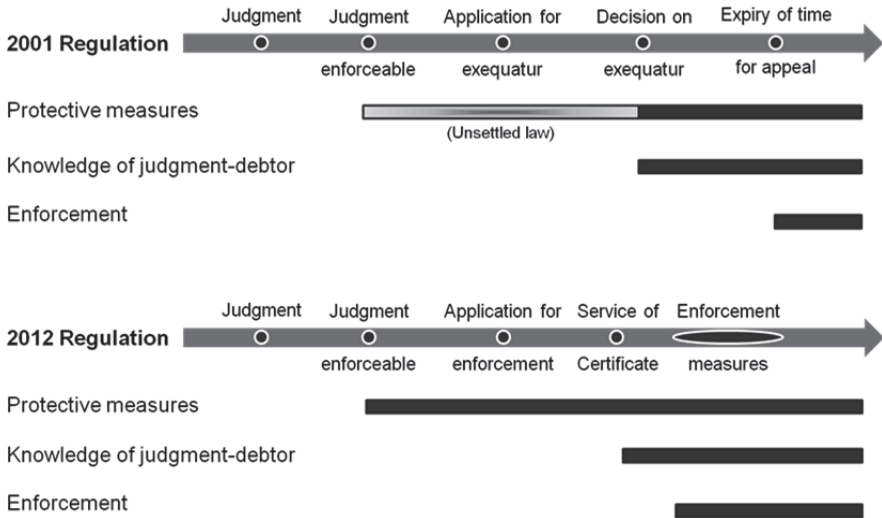 Judgment Judgment Application for Decision on Expiry of time
2001 Regulation
enforceable exequatur exequatur for appeal
Protective measures
(Unsettled law)
Knowledge of judgment-debtor
Enforcement
Judgment Judgment Application for Service of Enforcement
2012 Regulation
enforceable enforcement Certificate measures
Protective measures
Knowledge of judgment-debtor
Enforcement